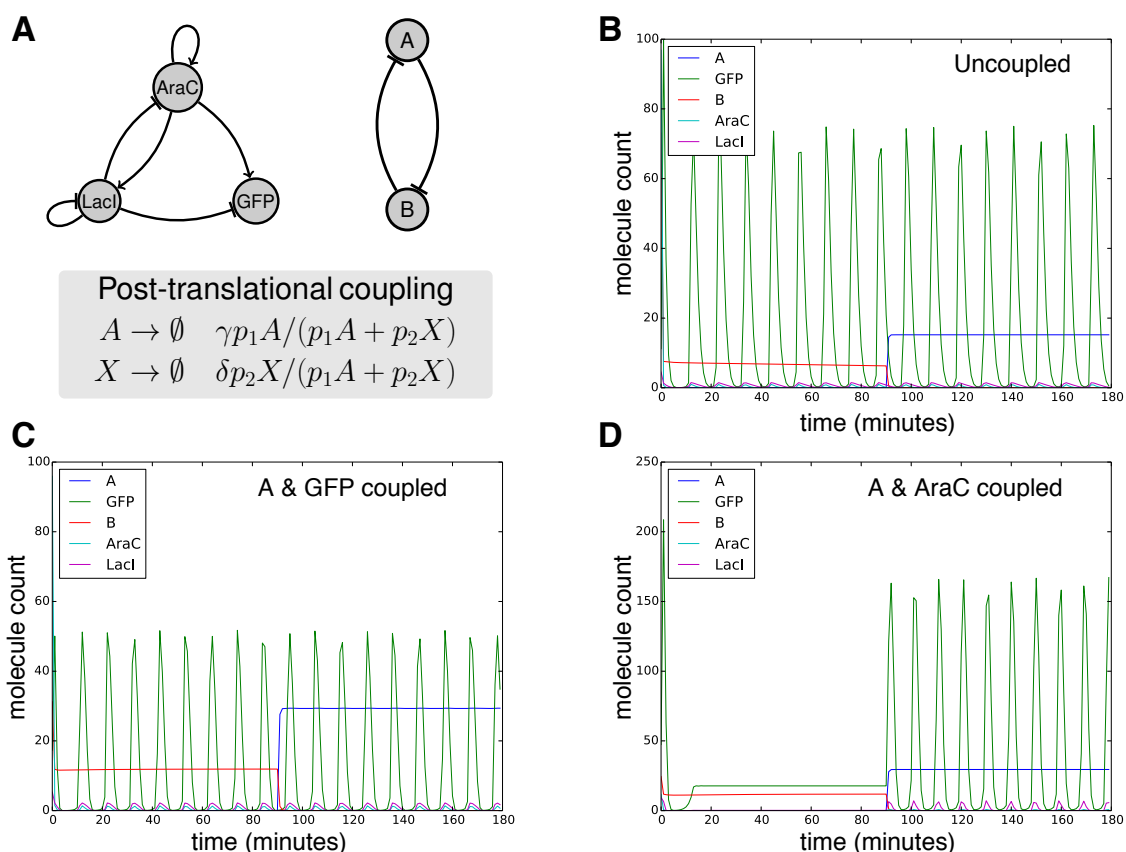 A
AraC
LacI
GFP
A
B
Post-translational coupling
A → ∅ γp₁A/(p₁A + p₂X)
X → ∅ δp₂X/(p₁A + p₂X)
B
Uncoupled
A
GFP
B
AraC
LacI
molecule count
100
80
60
40
20
0
0 20 40 60 80 100 120 140 160 180
time (minutes)
C
A & GFP coupled
A
GFP
B
AraC
LacI
molecule count
100
80
60
40
20
0
0 20 40 60 80 100 120 140 160 180
time (minutes)
D
A & AraC coupled
A
GFP
B
AraC
LacI
molecule count
250
200
150
100
50
0
0 20 40 60 80 100 120 140 160 180
time (minutes)